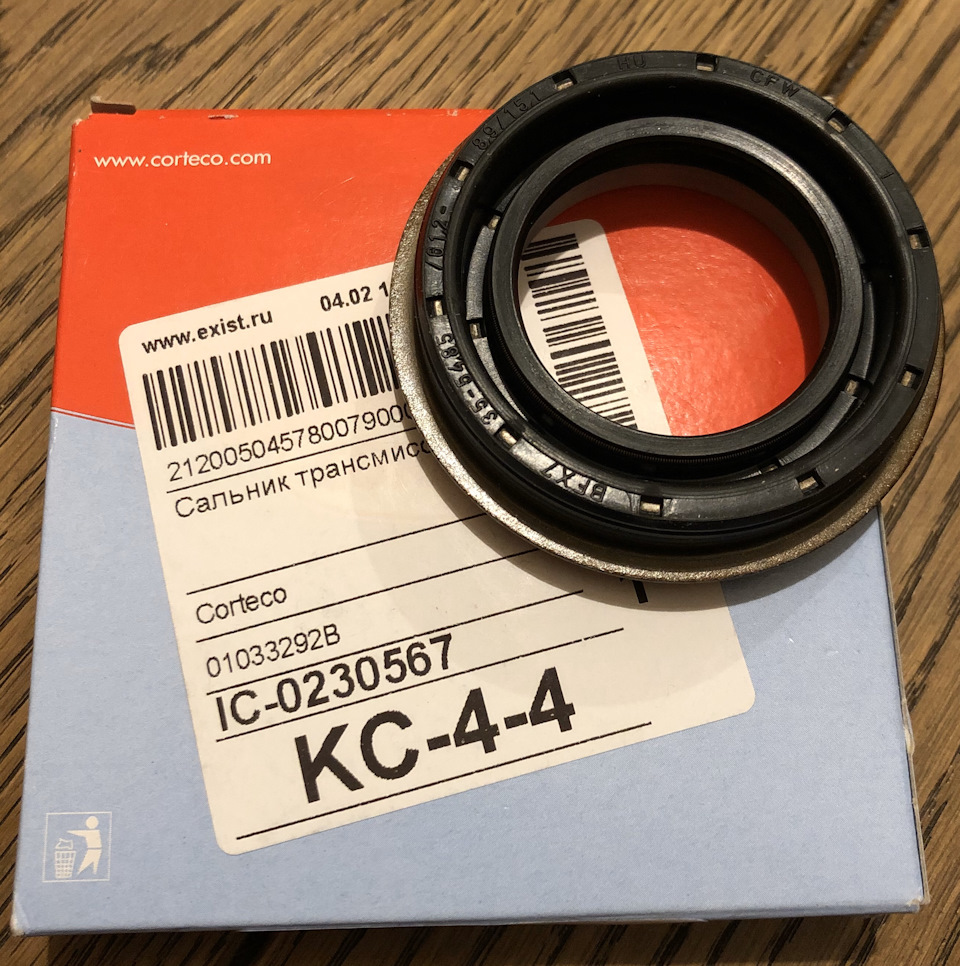 www.corteco.com
www.exist.ru
04.02
2120050457800790
Сальник трансмисс
Corteco
01033292B
IC-0230567
KC-4-4
CFW
BFX7